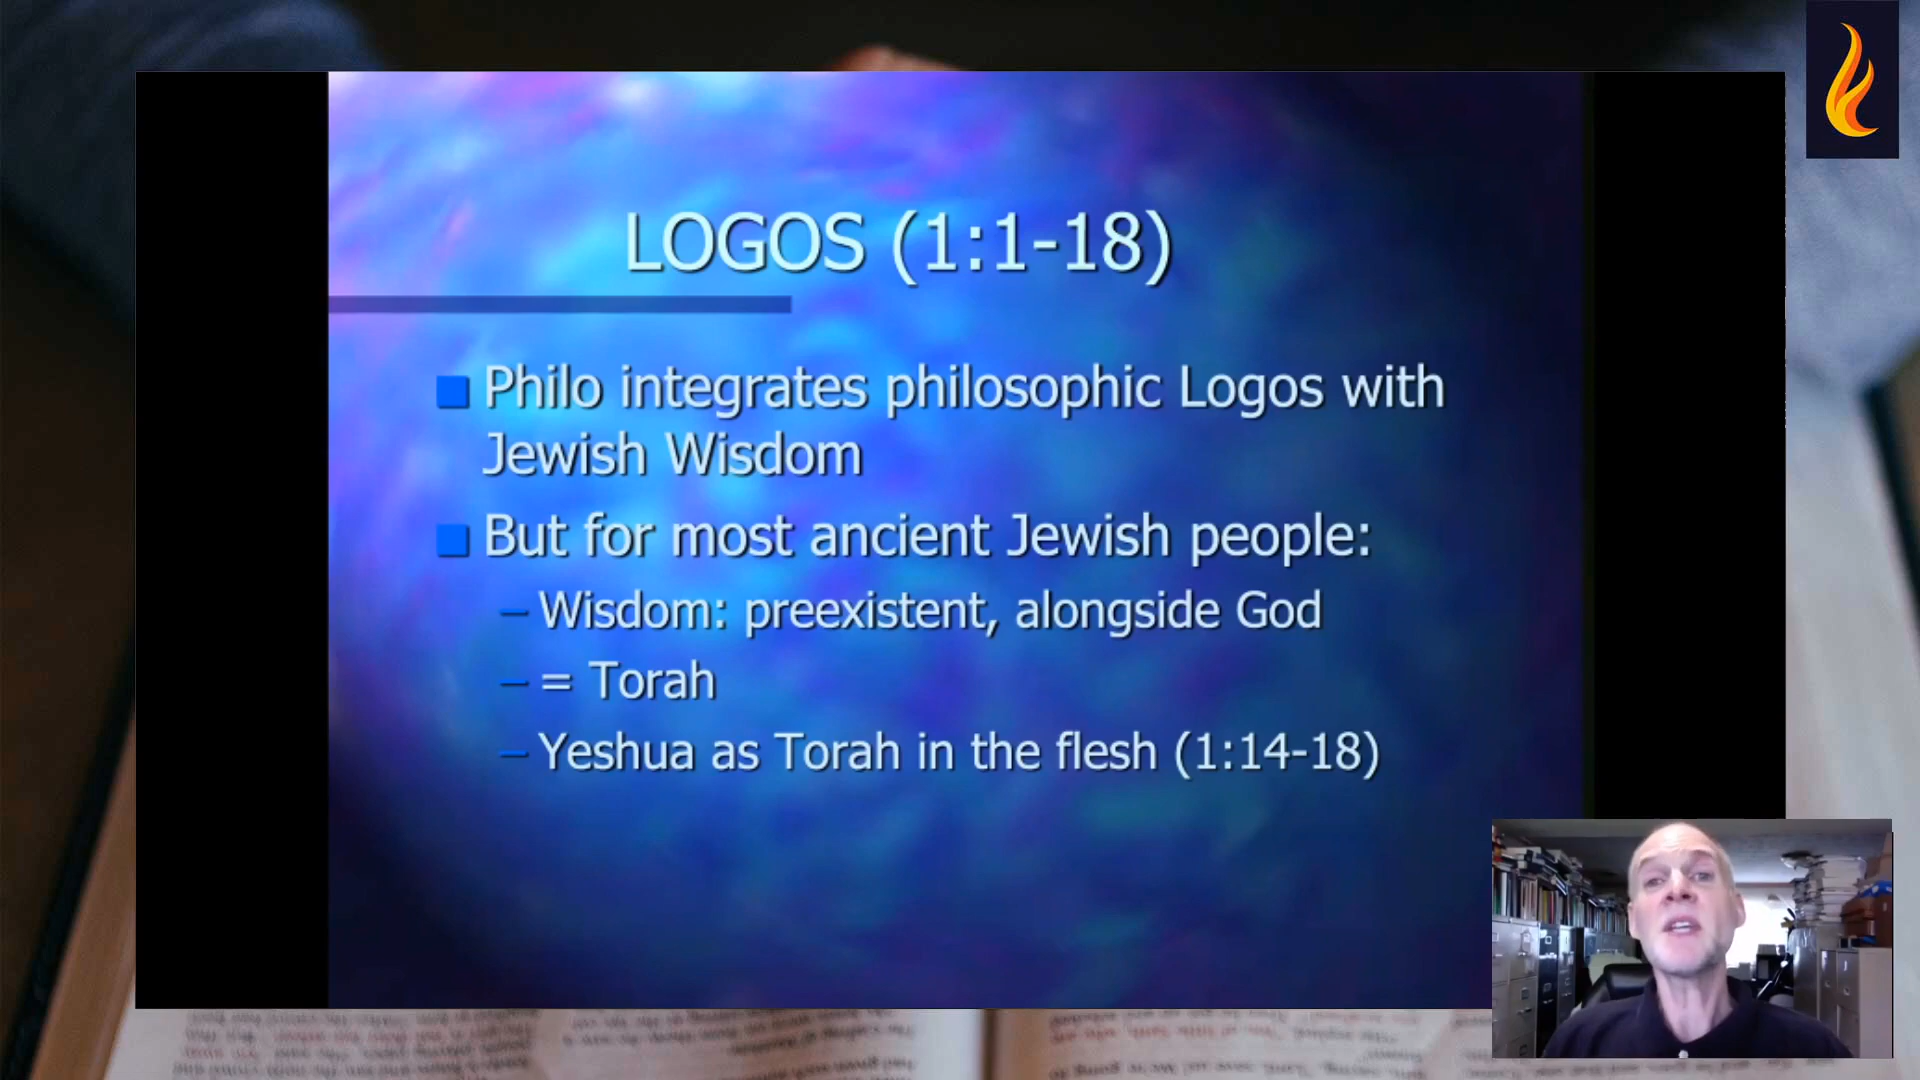 LOGOS (1:1-18)
Philo integrates philosophic Logos with
Jewish Wisdom
But for most ancient Jewish people:
– Wisdom: preexistent, alongside God
– = Torah
– Yeshua as Torah in the flesh (1:14-18)